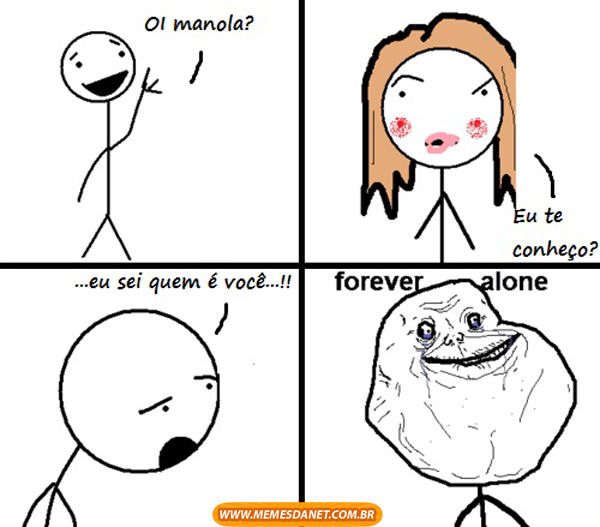 OI manola?
Eu te
conheço?
...eu sei quem é você...!!
forever alone
WWW.MEMESDANET.COM.BR